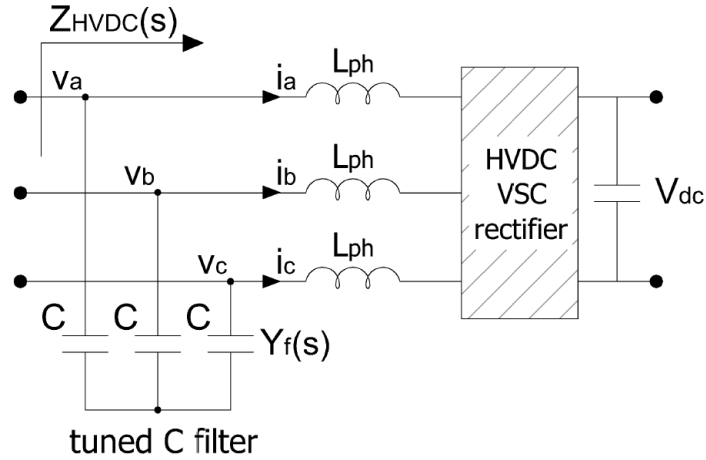 ZHVDC(s)
va
ia
Lph
vb
ib
Lph
HVDC
VSC
rectifier
Vdc
vc
ic
Lph
C
C
C
Yf(s)
tuned C filter